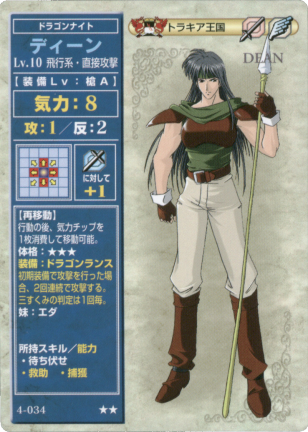 ドラゴンナイト
ディーン
Lv.10 飛行系・直接攻撃
【装備Lv：槍A】
気力：8
攻：1／反：2
に対して
+1
【再移動】
行動の後、気力チップを
1枚消費して移動可能。
体格：★★★
装備：ドラゴンランス
初期装備で攻撃を行った場
合、2回連続で攻撃する。
三すくみの判定は1回毎。
妹：エダ
所持スキル／能力
・待ち伏せ
・救助 ・捕獲
4-034 ★★
トラキア王国
DEAN